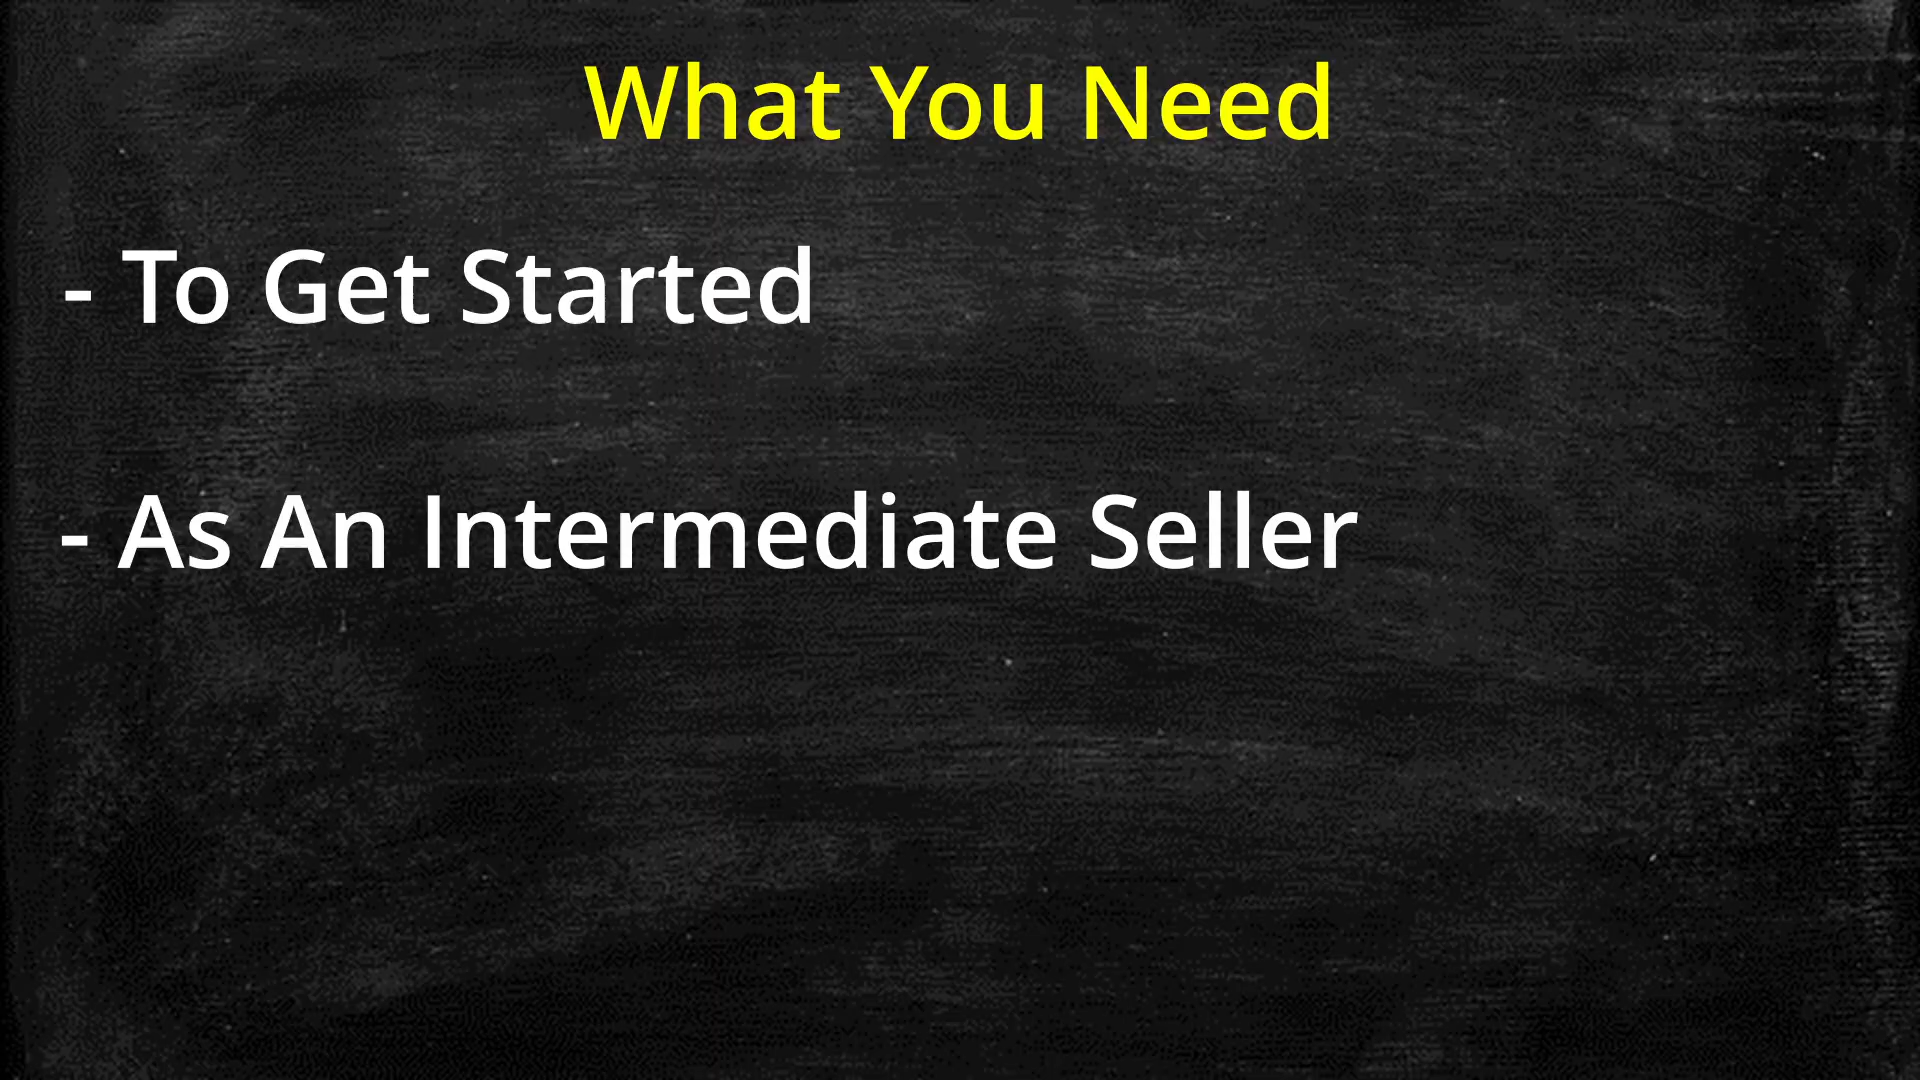 What You Need
- To Get Started
- As An Intermediate Seller